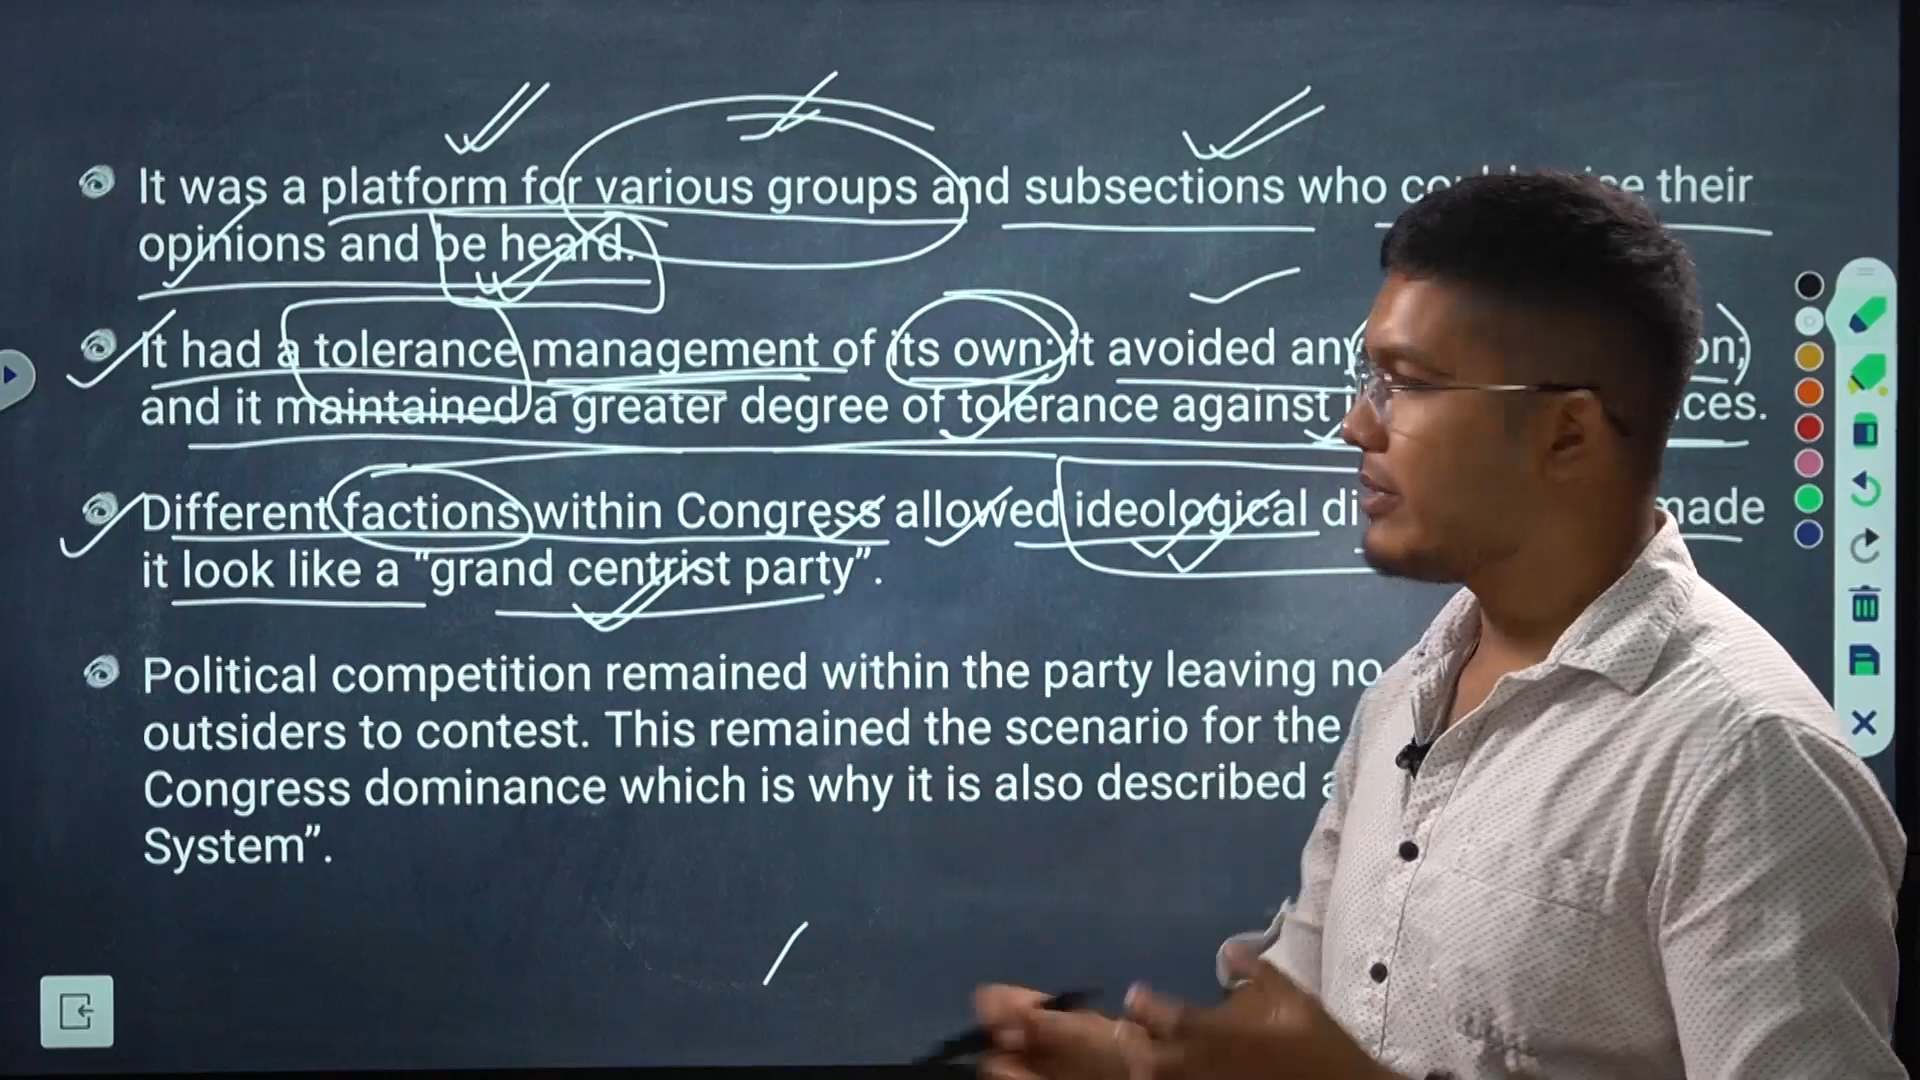 It was a platform for various groups and subsections who their
opinions and be heard.
It had a tolerance management of its own; it avoided any
and it maintained a greater degree of tolerance against
Different factions within Congress allowed ideological made
it look like a “grand centrist party”.
Political competition remained within the party leaving no
outsiders to contest. This remained the scenario for the
Congress dominance which is why it is also described
System”.